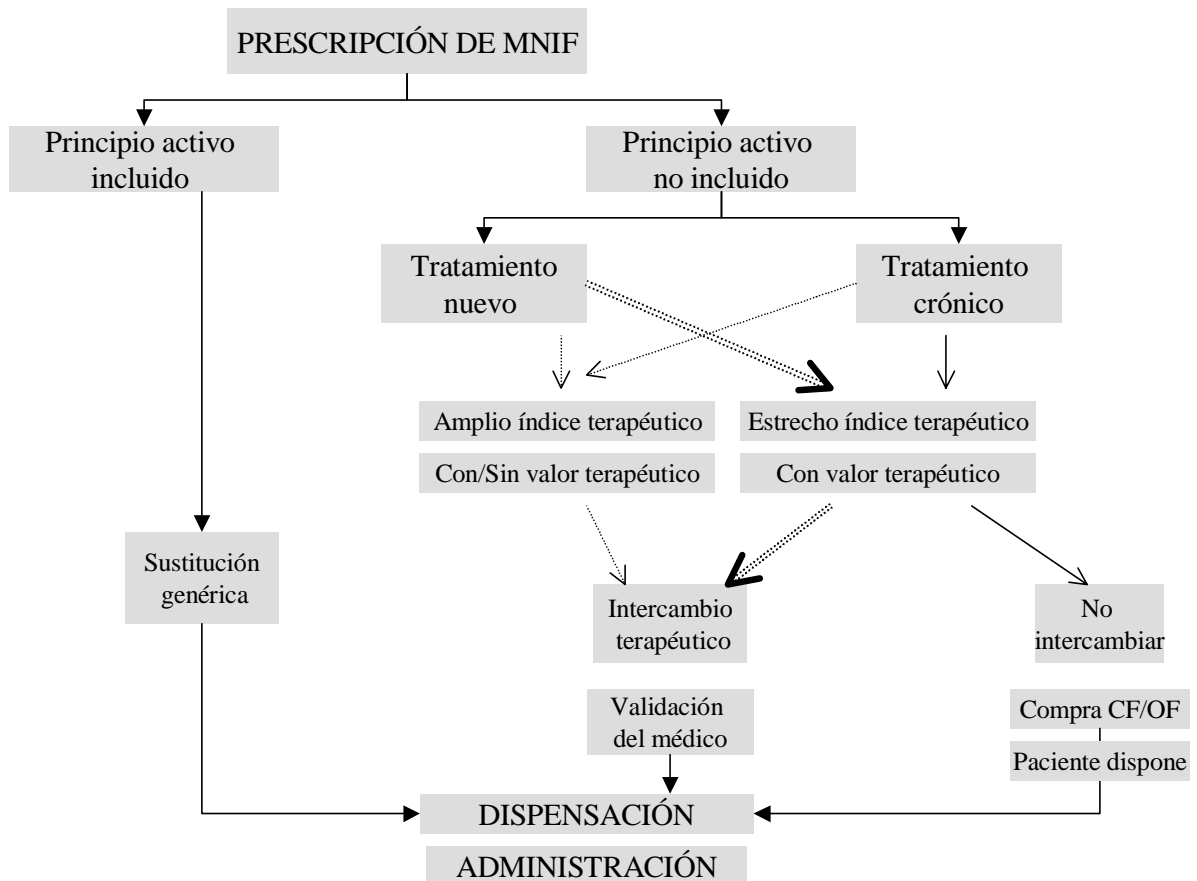 PRESCRIPCIÓN DE MNIF
Principio activo
incluido
Principio activo
no incluido
Tratamiento
nuevo
Tratamiento
crónico
Amplio índice terapéutico
Estrecho índice terapéutico
Con/Sin valor terapéutico
Con valor terapéutico
Sustitución
genérica
Intercambio
terapéutico
No
intercambiar
Validación
del médico
Compra CF/OF
Paciente dispone
DISPENSACIÓN
ADMINISTRACIÓN